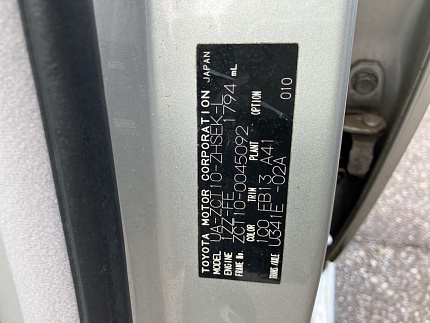 TOYOTA MOTOR CORPORATION JAPAN
MODEL UA-ZCT10-ZHSEK-L
ENGINE 1ZZ-FE 1794 mL
FRAME No. ZCT10-0045092
COLOR TRIM PLANT OPTION
1C0 EB13 A41 010
TRANS./AXLE U341E -02A